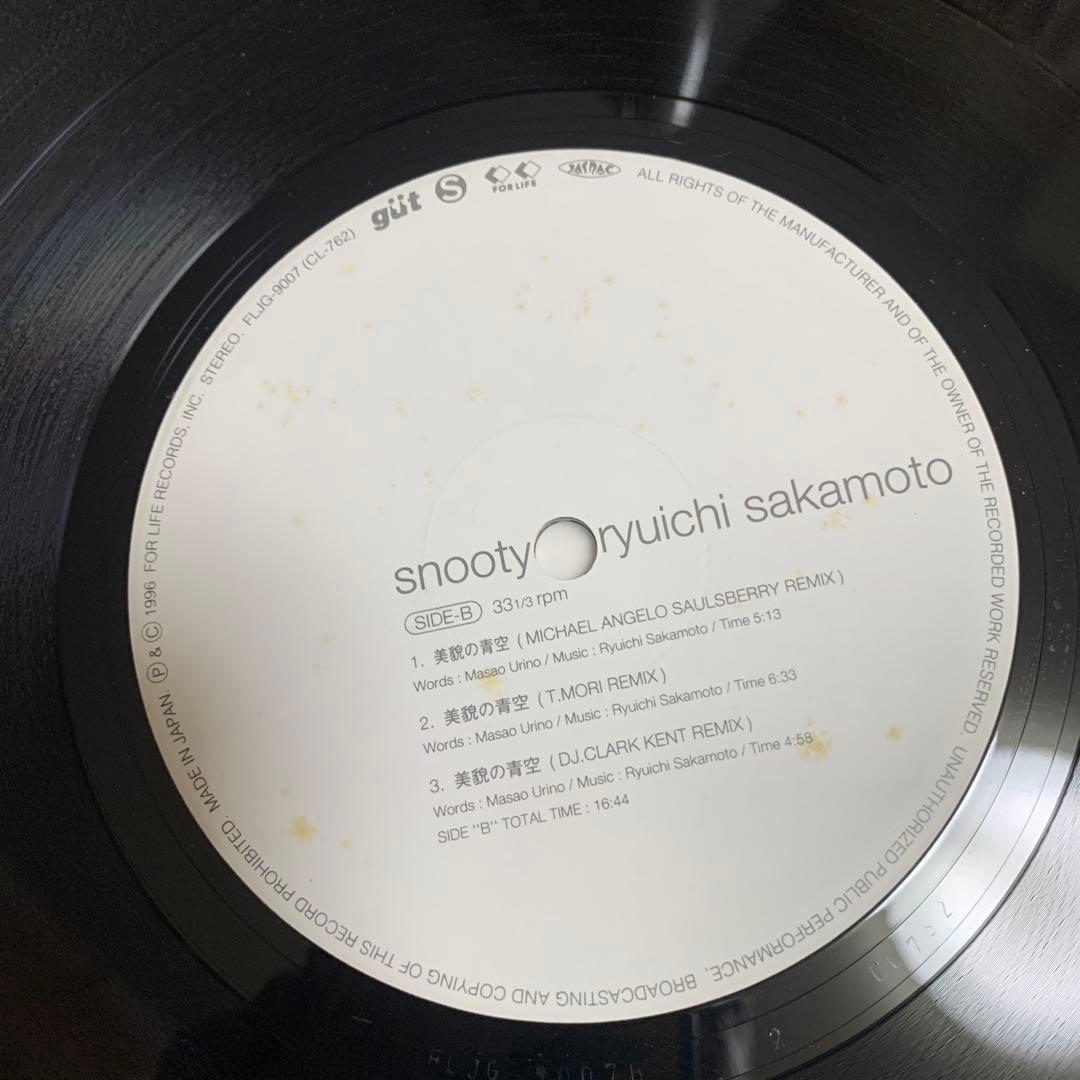 güt Ⓢ FOR LIFE JASRAC
ALL RIGHTS OF THE MANUFACTURER AND OF THE OWNER OF THE RECORDED WORK RESERVED. UNAUTHORIZED PUBLIC PERFORMANCE, BROADCASTING AND COPYING OF THIS RECORD PROHIBITED. MADE IN JAPAN. Ⓟ & Ⓒ 1996 FOR LIFE RECORDS, INC. STEREO. FLJG-9007 (CL-762)
snooty ryuichi sakamoto
SIDE-B 33 1/3 rpm
1. 美貌の青空 ( MICHAEL ANGELO SAULSBERRY REMIX )
Words : Masao Urino / Music : Ryuichi Sakamoto / Time 5:13
2. 美貌の青空 ( T.MORI REMIX )
Words : Masao Urino / Music : Ryuichi Sakamoto / Time 6:33
3. 美貌の青空 ( DJ.CLARK KENT REMIX )
Words : Masao Urino / Music : Ryuichi Sakamoto / Time 4:58
SIDE "B" TOTAL TIME : 16:44
CL 762
2